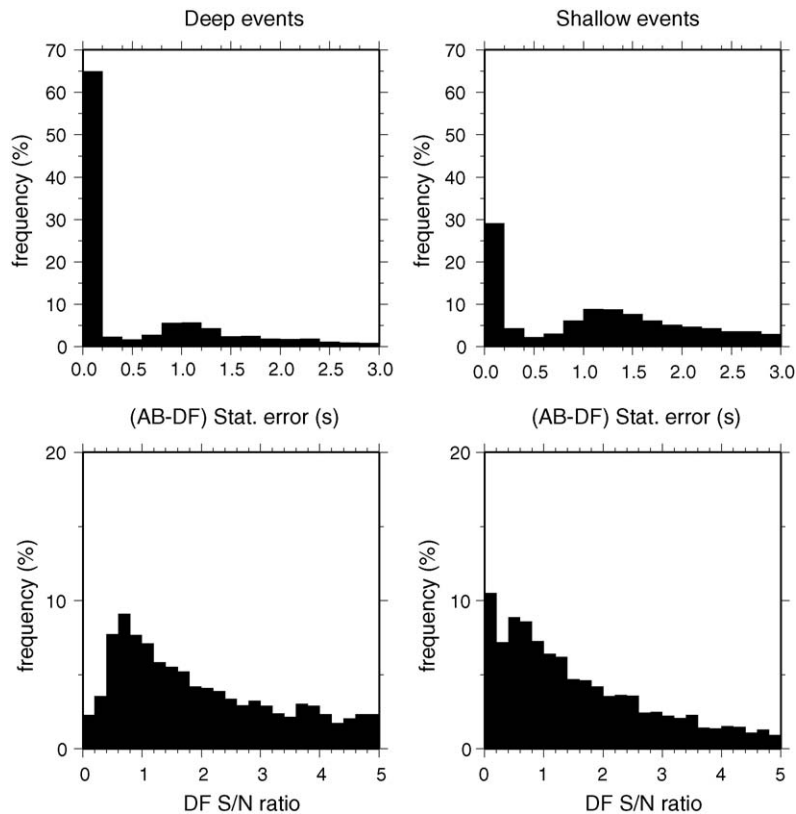 Deep events
Shallow events
70
60
50
40
30
20
10
0
frequency (%)
0.0 0.5 1.0 1.5 2.0 2.5 3.0
70
60
50
40
30
20
10
0
frequency (%)
0.0 0.5 1.0 1.5 2.0 2.5 3.0
(AB-DF) Stat. error (s)
(AB-DF) Stat. error (s)
20
10
0
frequency (%)
0 1 2 3 4 5
DF S/N ratio
20
10
0
frequency (%)
0 1 2 3 4 5
DF S/N ratio